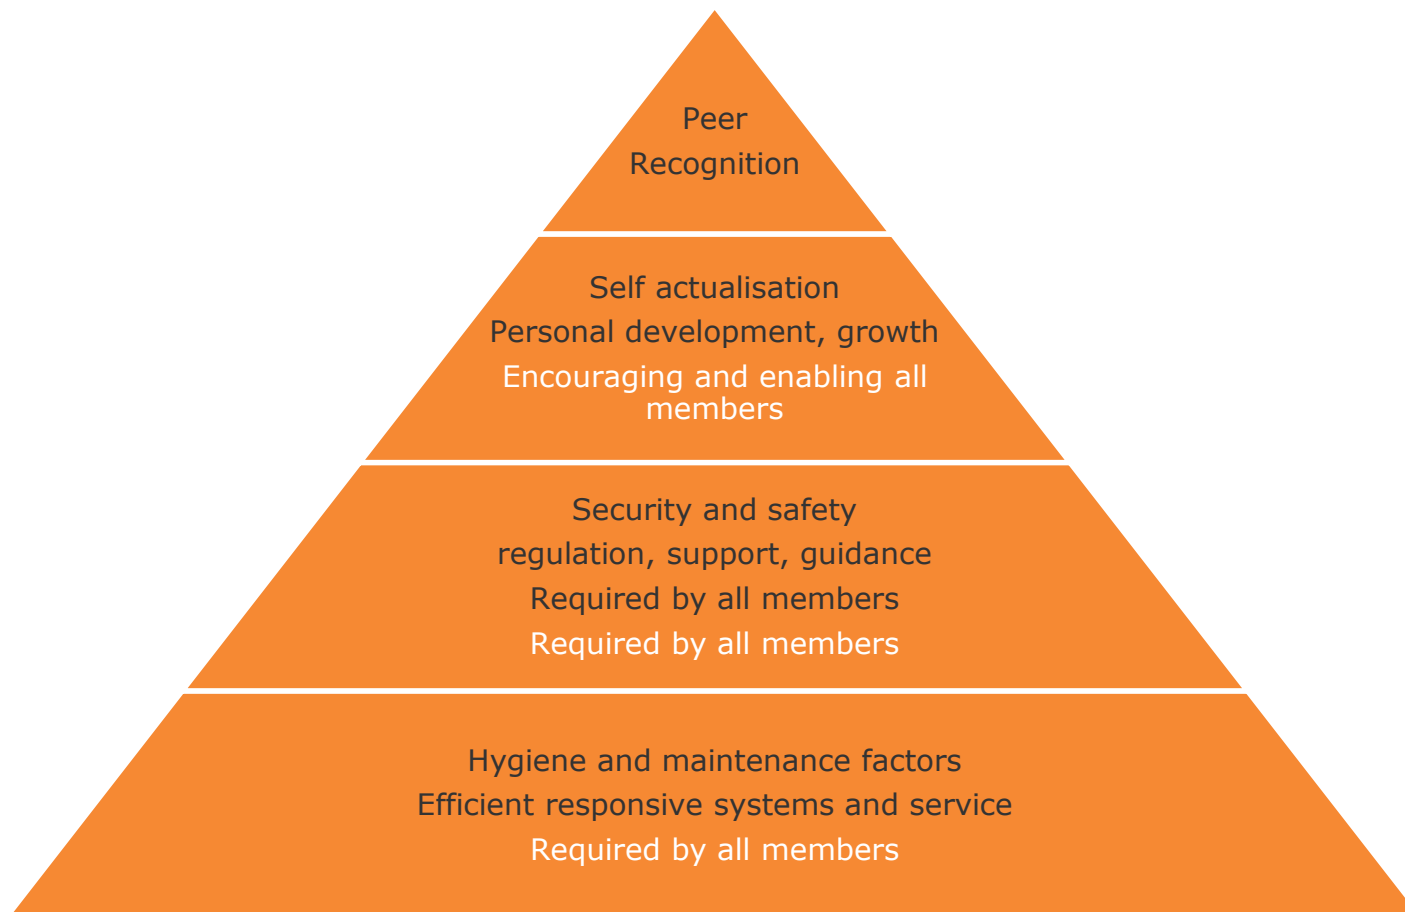 Peer
Recognition
Self actualisation
Personal development, growth
Encouraging and enabling all
members
Security and safety
regulation, support, guidance
Required by all members
Required by all members
Hygiene and maintenance factors
Efficient responsive systems and service
Required by all members